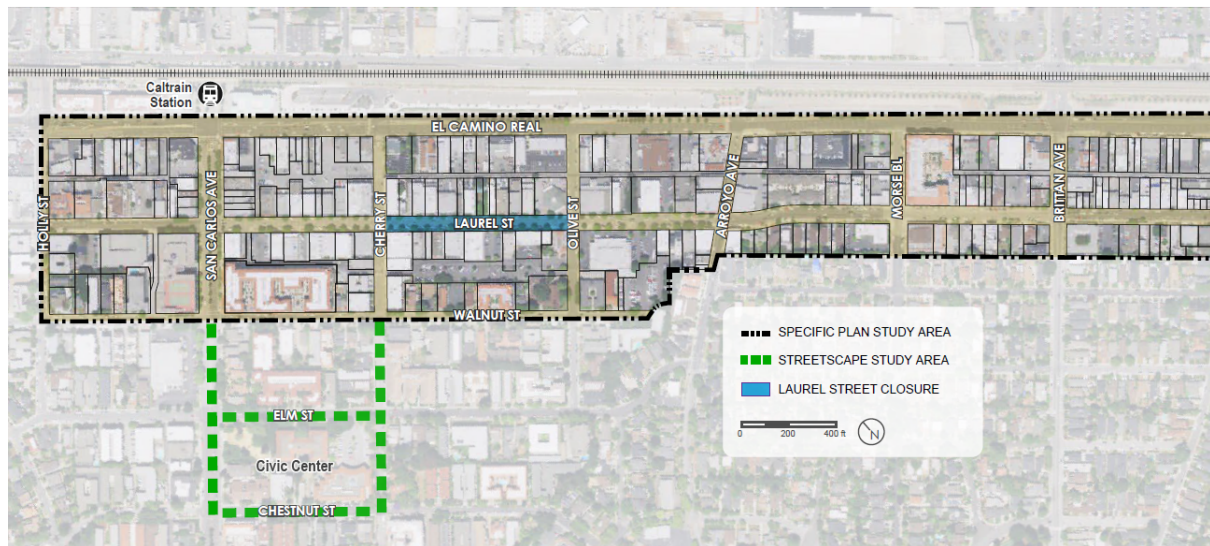 Caltrain
Station
EL CAMINO REAL
HOLLY ST
SAN CARLOS AVE
CHERRY ST
LAUREL ST
OLIVE ST
ARROYO AVE
MORSE BL
BRITTAN AVE
WALNUT ST
ELM ST
Civic Center
CHESTNUT ST
SPECIFIC PLAN STUDY AREA
STREETSCAPE STUDY AREA
LAUREL STREET CLOSURE
0 200 400 ft
N